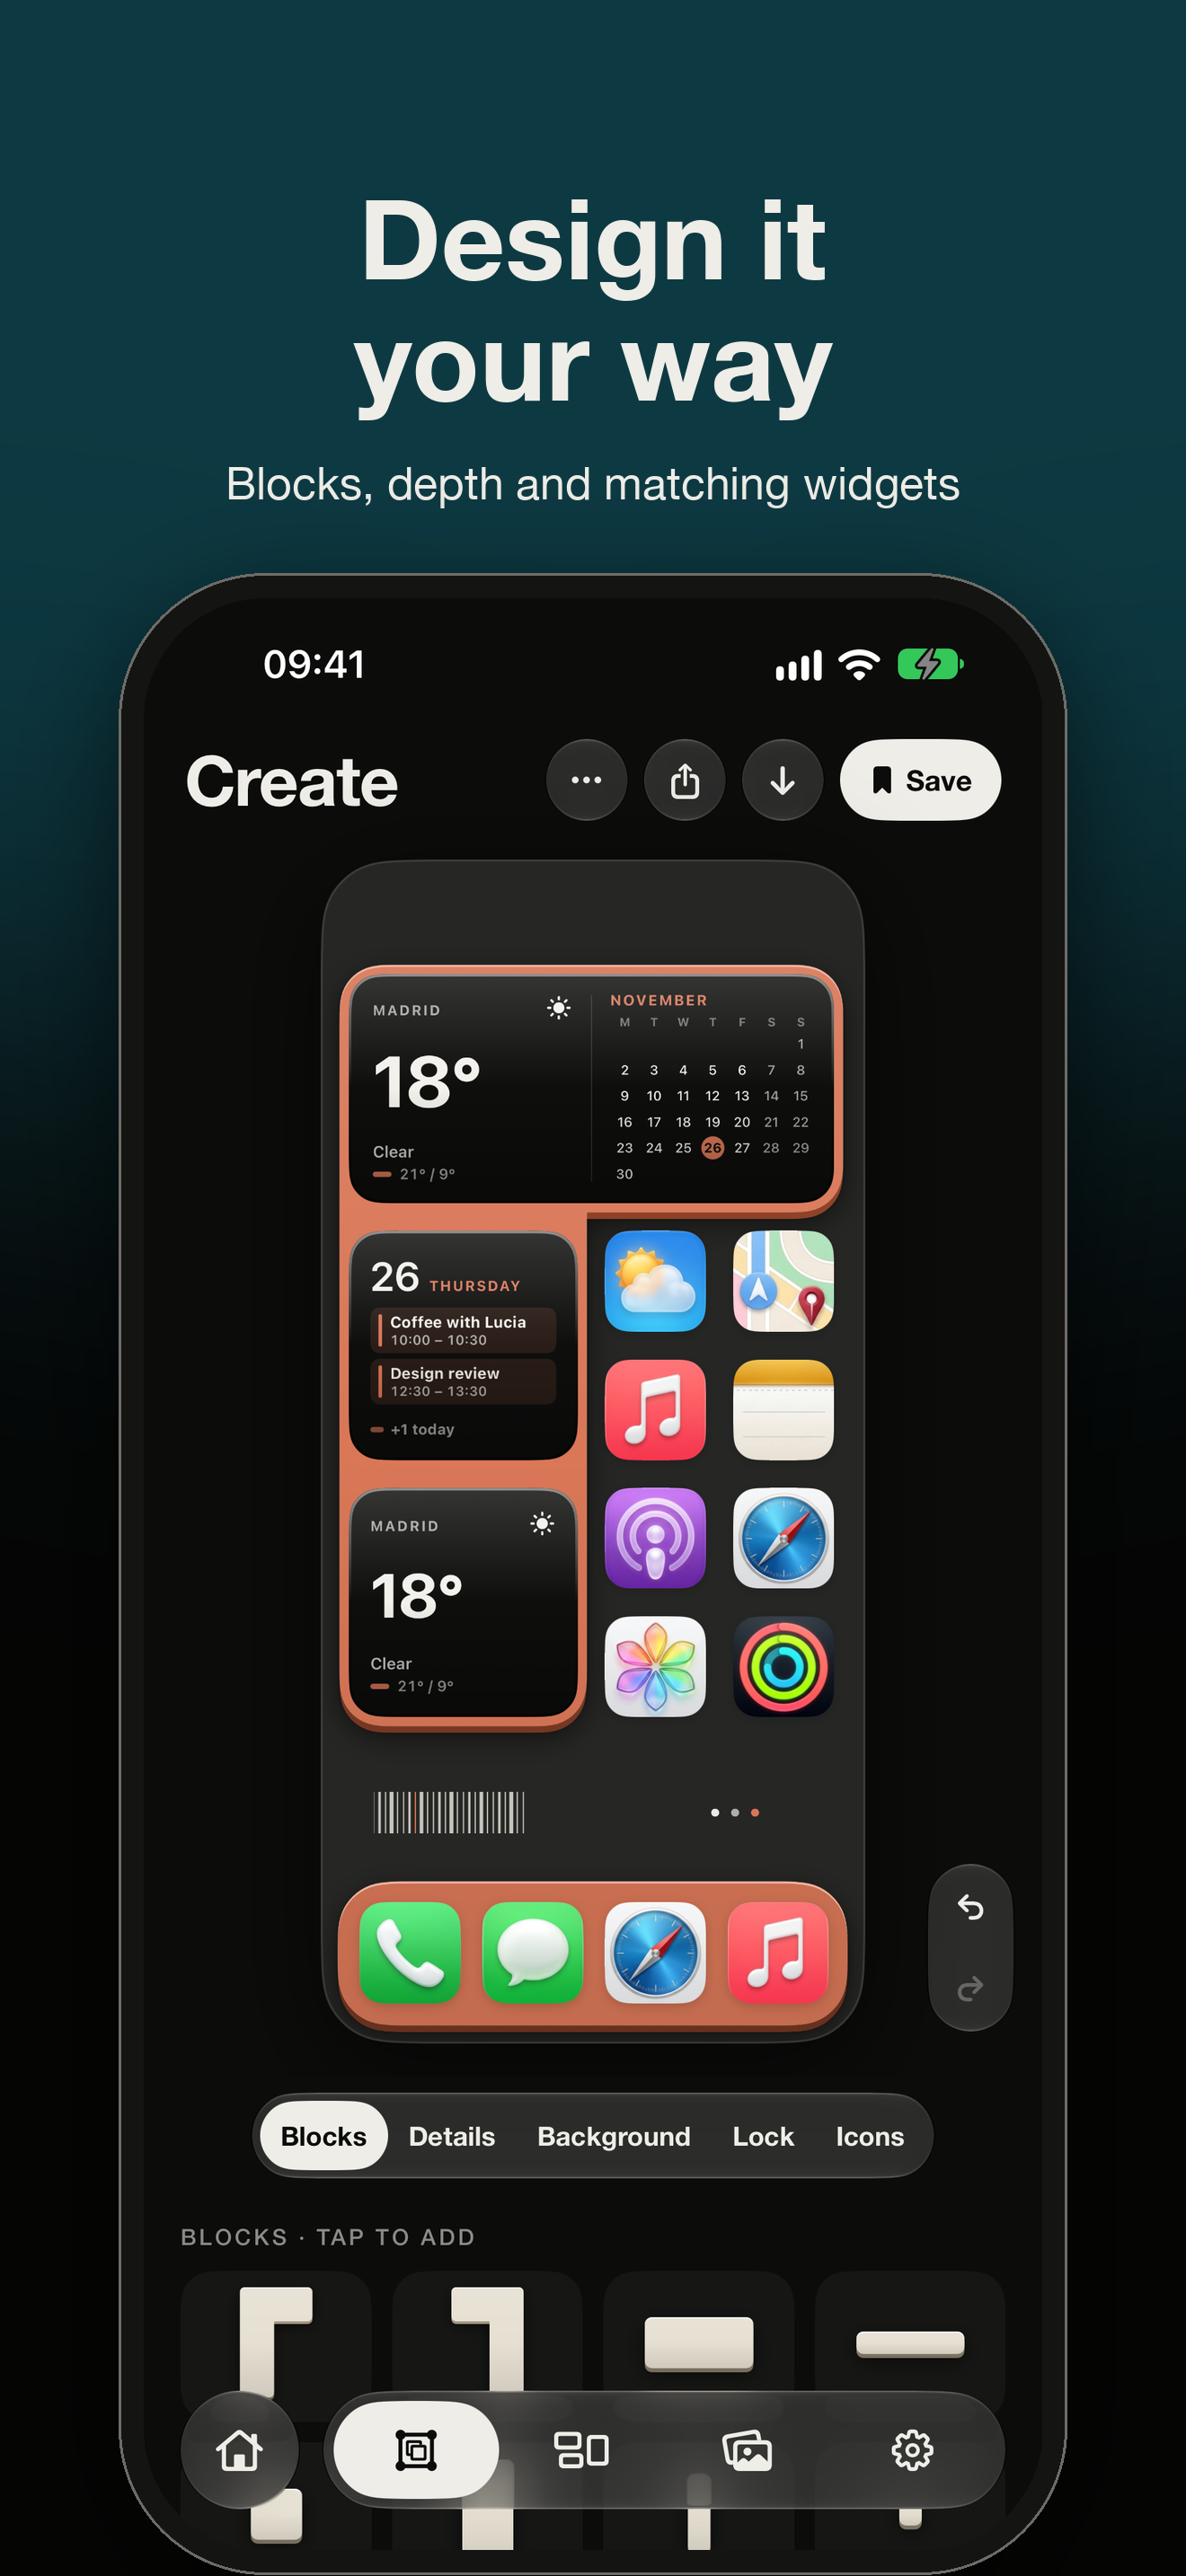 Design it
your way
Blocks, depth and matching widgets
09:41
Create
Save
MADRID
18°
Clear
21° / 9°
NOVEMBER
M T W T F S S
1
2 3 4 5 6 7 8
9 10 11 12 13 14 15
16 17 18 19 20 21 22
23 24 25 26 27 28 29
30
26 THURSDAY
Coffee with Lucia
10:00 – 10:30
Design review
12:30 – 13:30
+1 today
MADRID
18°
Clear
21° / 9°
Blocks Details Background Lock Icons
BLOCKS · TAP TO ADD